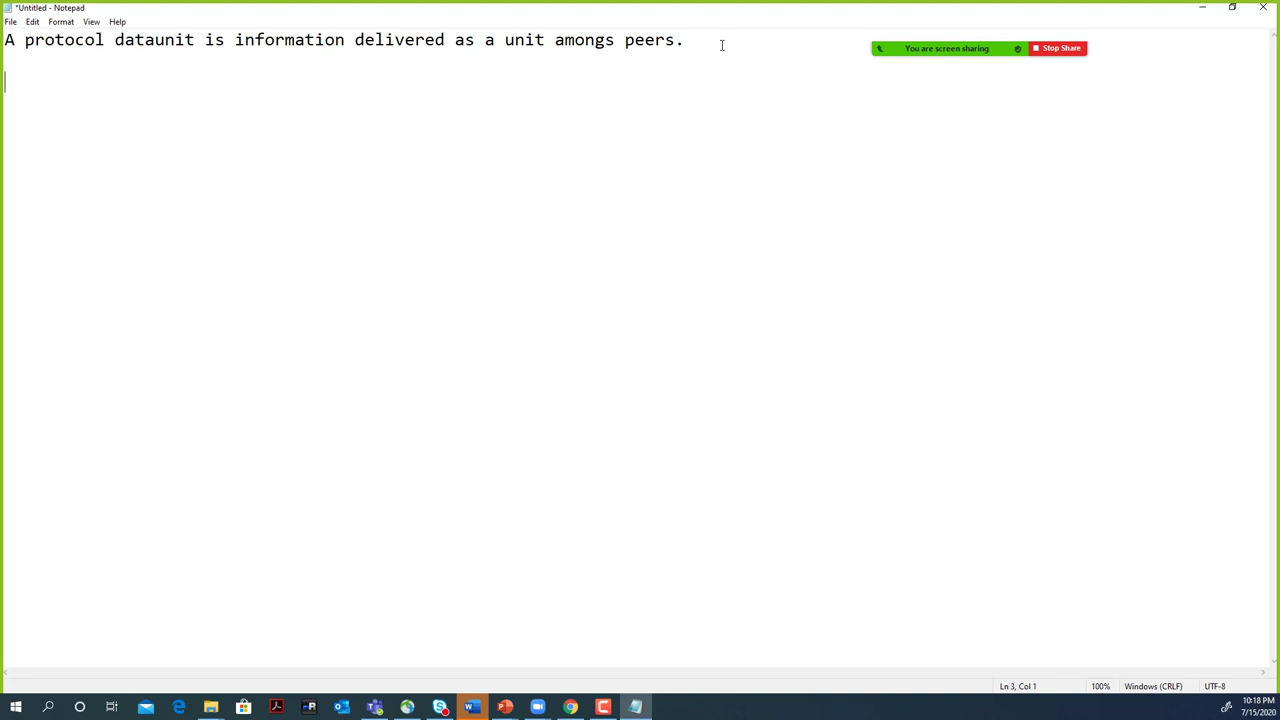 *Untitled - Notepad
File Edit Format View Help
A protocol dataunit is information delivered as a unit amongs peers.
You are screen sharing Stop Share
Ln 3, Col 1 100% Windows (CRLF) UTF-8
10:18 PM
7/15/2020